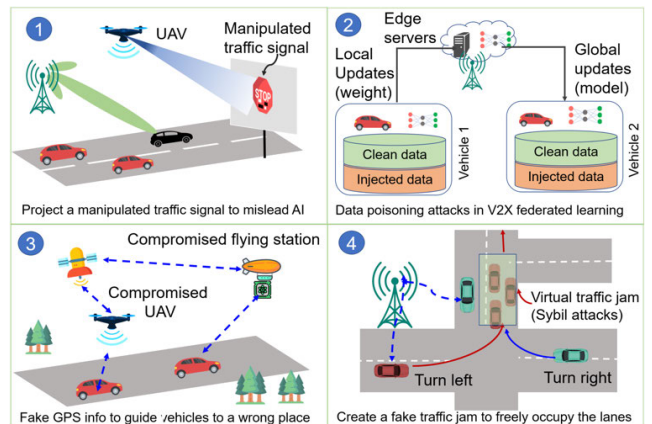 1
UAV
Manipulated
traffic signal
STOP
Project a manipulated traffic signal to mislead AI
2
Edge
servers
Local
Updates
(weight)
Global
updates
(model)
Clean data
Injected data
Vehicle 1
Clean data
Injected data
Vehicle 2
Data poisoning attacks in V2X federated learning
3
Compromised flying station
Compromised
UAV
Fake GPS info to guide vehicles to a wrong place
4
Virtual traffic jam
(Sybil attacks)
Turn left
Turn right
Create a fake traffic jam to freely occupy the lanes